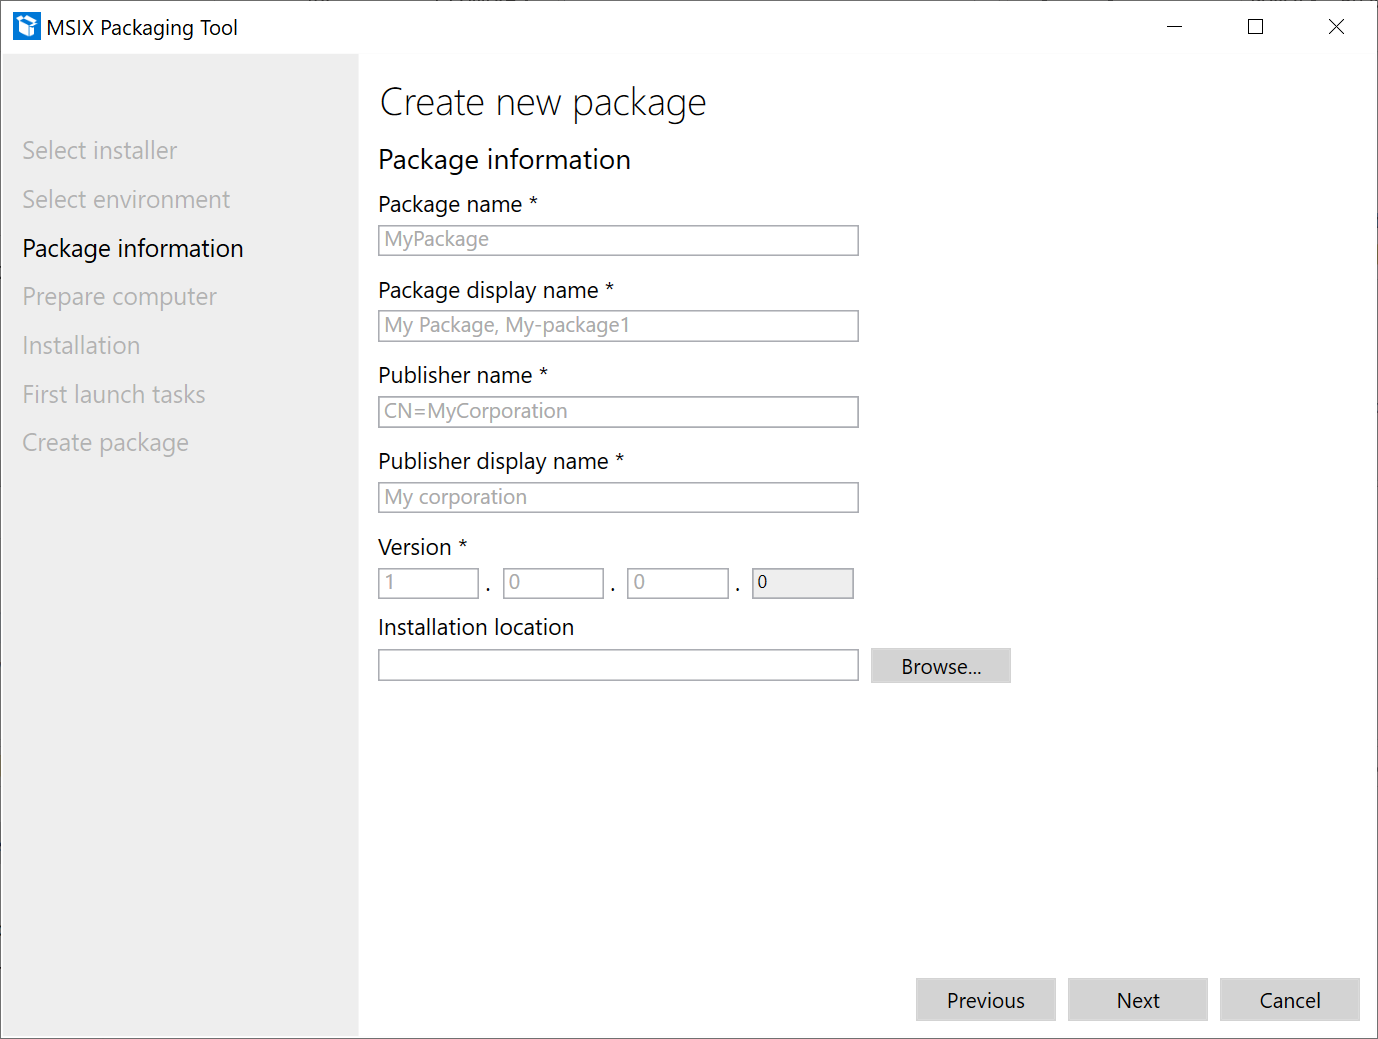 MSIX Packaging Tool
Select installer
Select environment
Package information
Prepare computer
Installation
First launch tasks
Create package
Create new package
Package information
Package name *
MyPackage
Package display name *
My Package, My-package1
Publisher name *
CN=MyCorporation
Publisher display name *
My corporation
Version *
1 . 0 . 0 . 0
Installation location
Browse...
Previous Next Cancel